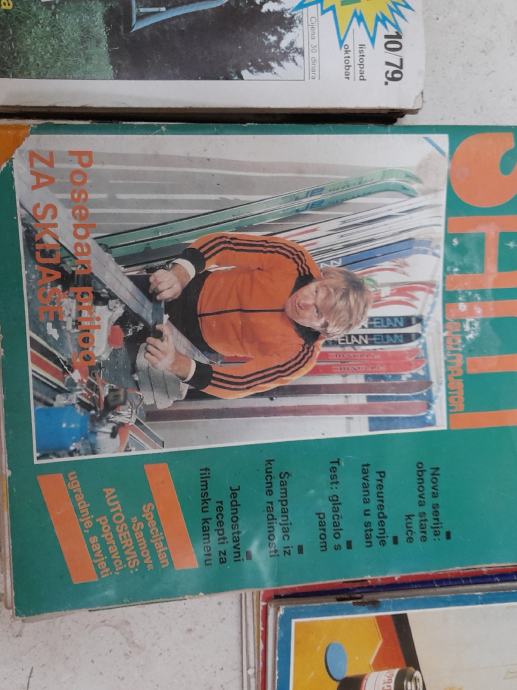 10/79.
listopad
oktobar
Cijena 30 dinara
Poseban prilog
ZA SKIJAŠE
ELAN
ELAN
ELAN
Nova serija:
obnova stare
kuće
Preuređenje
tavana u stan
Test: glačalo s
parom
Šampanjac iz
kućne radinosti
Jednostavni
recepti za
filmsku kameru
Specijalan
»Samov«
AUTOSERVIS:
popravci,
ugradnje, savjeti